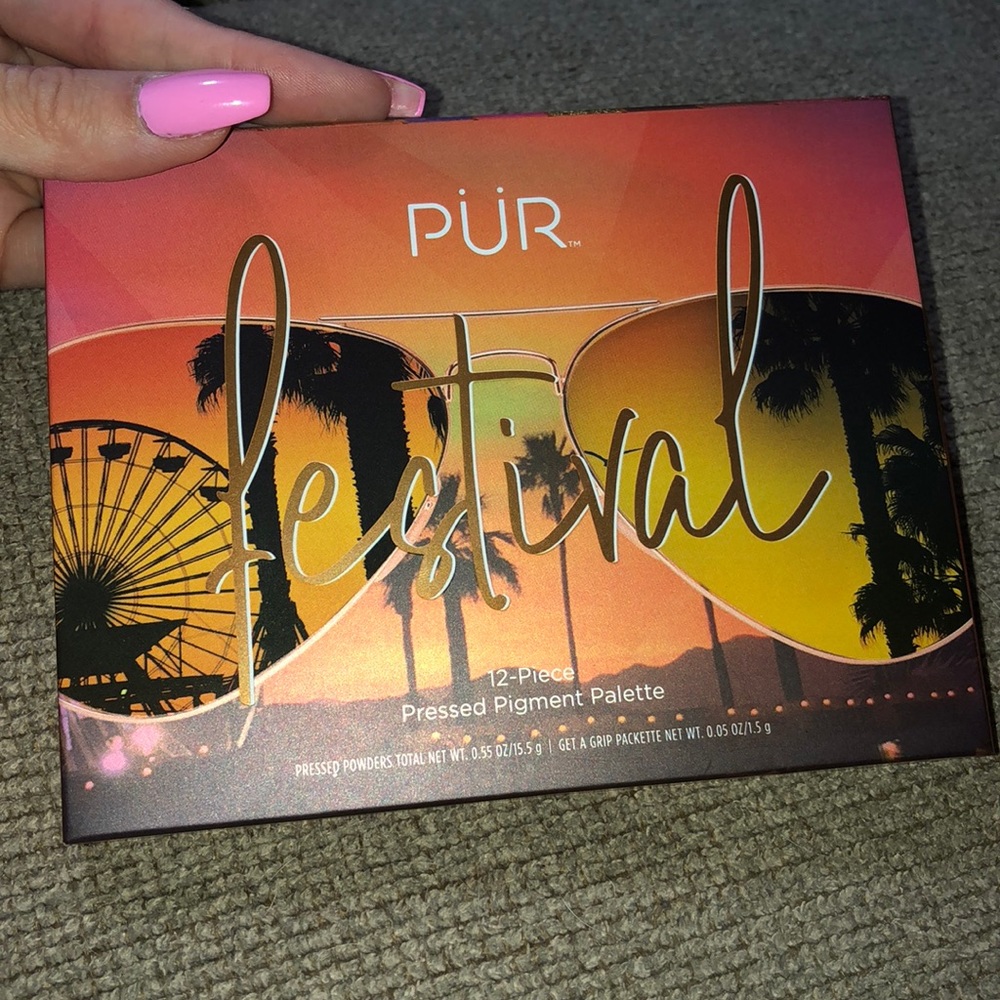 PÜR™
festival
12-Piece
Pressed Pigment Palette
PRESSED POWDERS TOTAL NET WT. 0.55 OZ/15.5 g | GET A GRIP PACKETTE NET WT. 0.05 OZ/1.5 g